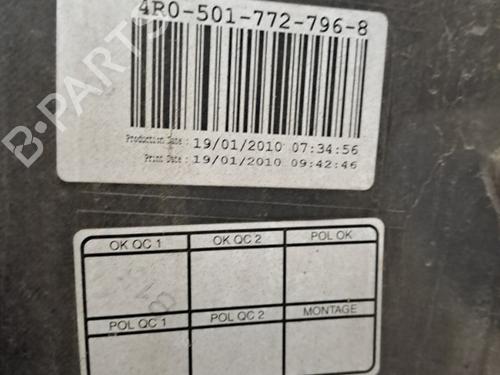 4R0-501-772-796-8
Production Date : 19/01/2010 07:34:56
Print Date : 19/01/2010 09:42:46
B-PARTS
OK QC 1
OK QC 2
POL OK
POL QC 1
POL QC 2
MONTAGE